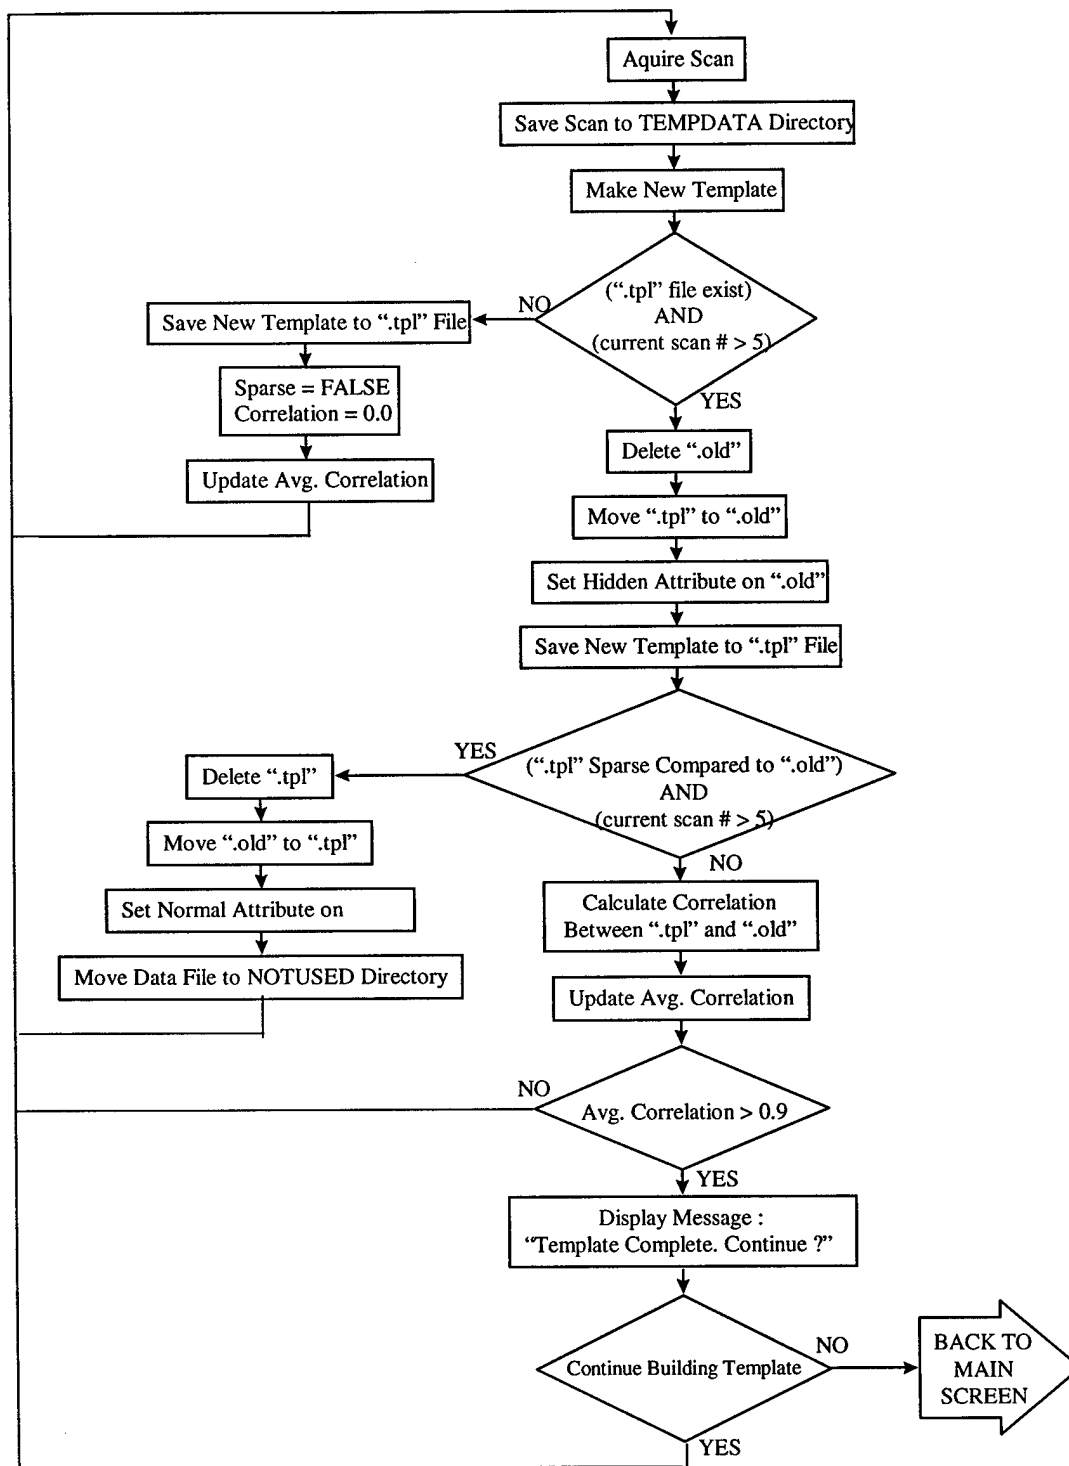 Aquire Scan
Save Scan to TEMPDATA Directory
Make New Template
(“.tpl” file exist)
AND
(current scan # > 5)
NO
YES
Save New Template to “.tpl” File
Sparse = FALSE
Correlation = 0.0
Update Avg. Correlation
Delete “.old”
Move “.tpl” to “.old”
Set Hidden Attribute on “.old”
Save New Template to “.tpl” File
(“.tpl” Sparse Compared to “.old”)
AND
(current scan # > 5)
YES
NO
Delete “.tpl”
Move “.old” to “.tpl”
Set Normal Attribute on
Move Data File to NOTUSED Directory
Calculate Correlation
Between “.tpl” and “.old”
Update Avg. Correlation
NO
Avg. Correlation > 0.9
YES
Display Message :
“Template Complete. Continue ?”
Continue Building Template
NO
YES
BACK TO
MAIN
SCREEN